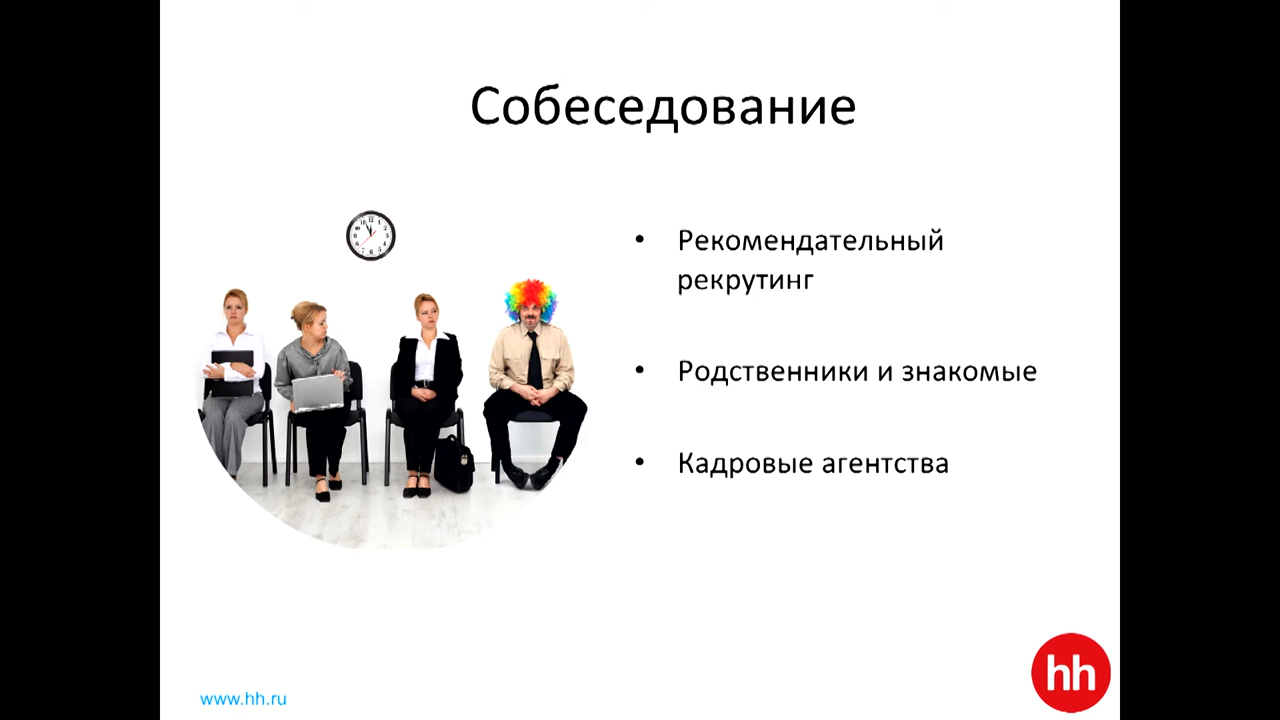 Собеседование
• Рекомендательный
рекрутинг
• Родственники и знакомые
• Кадровые агентства
www.hh.ru
hh